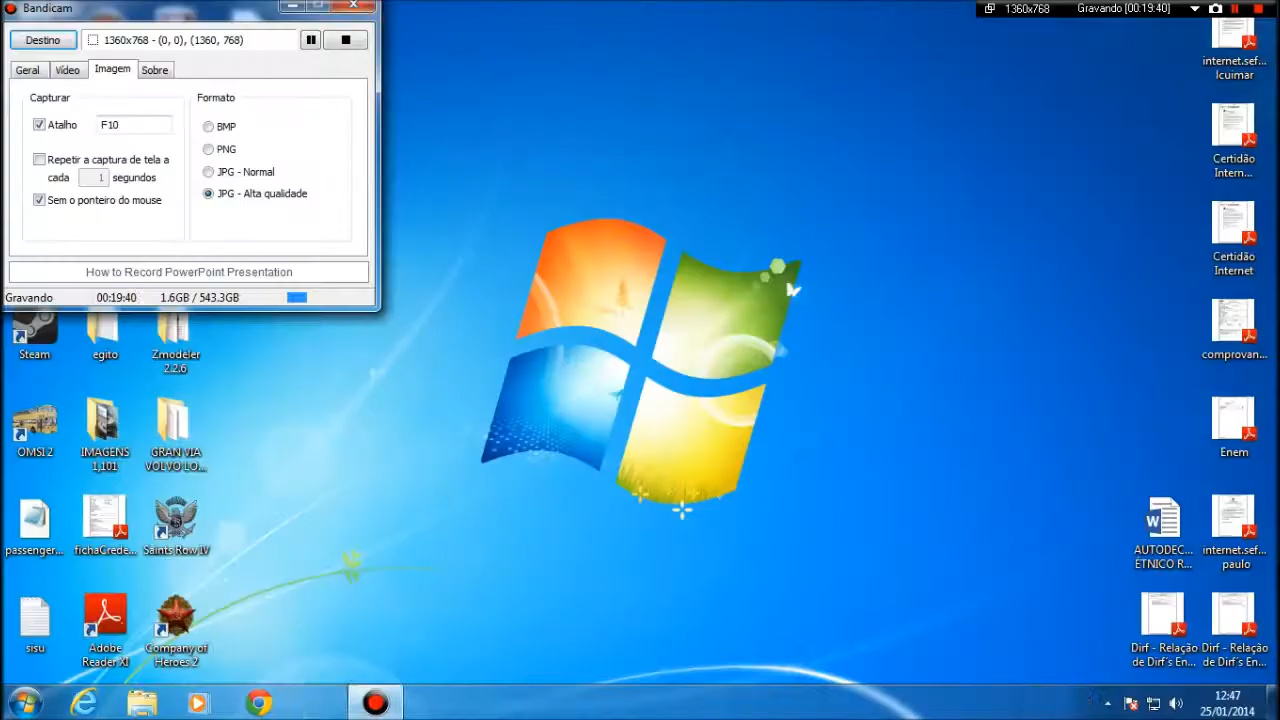 Bandicam
1360x768
Gravando [00:19:40]
Destino
1360x768 - (0, 0), (1360, 768)
Geral
Vídeo
Imagem
Sobre
Capturar
Atalho
F10
Repetir a captura de tela a
cada
1
segundos
Sem o ponteiro do mouse
Formato
BMP
PNG
JPG - Normal
JPG - Alta qualidade
How to Record PowerPoint Presentation
Gravando
00:19:40
1.6GB / 543.3GB
Steam
egito
Zmodeler
2.2.6
OMSI 2
IMAGENS
1,101
GRAN VIA
VOLVO LO...
passenger...
fichaCrede...
Saints Row IV
sisu
Adobe
Reader XI
Company of
Heroes 2
internet.sef...
lcuimar
Certidão
Intern...
Certidão
Internet
comprovan...
Enem
AUTODEC...
ÉTNICO R...
internet.sef...
paulo
Dirf - Relação
de Dirf´s En...
Dirf - Relação
de Dirf´s En...
12:47
25/01/2014